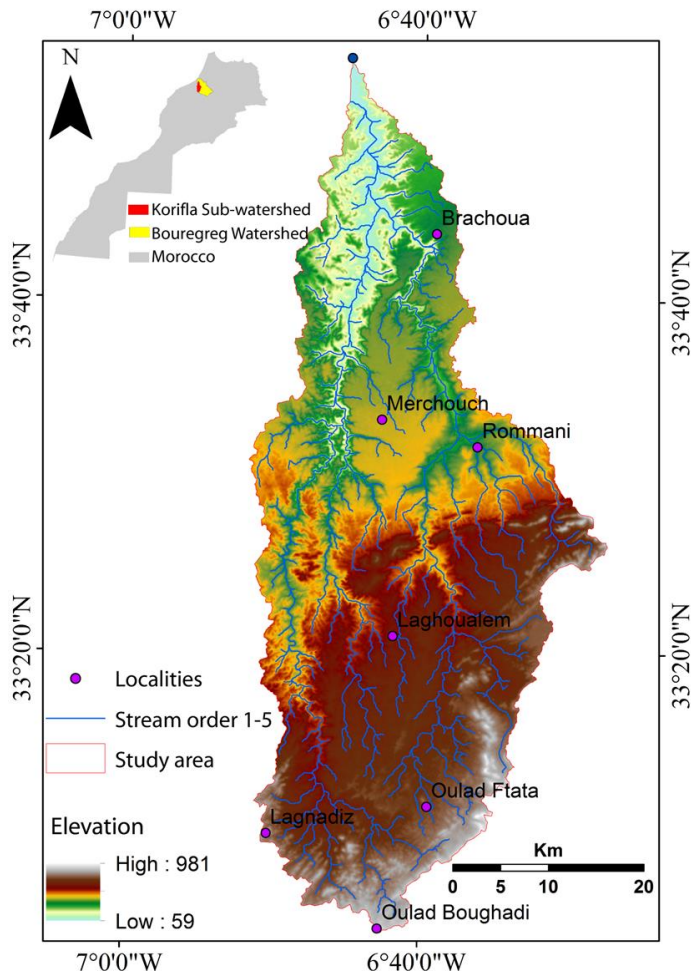 7°0'0"W
6°40'0"W
N
Korifla Sub-watershed
Bouregreg Watershed
Morocco
Brachoua
33°40'0"N
33°40'0"N
Merchouch
Rommani
Laghoualem
33°20'0"N
33°20'0"N
Localities
Stream order 1-5
Study area
Oulad Ftata
Lagnadiz
Elevation
High : 981
Low : 59
Km
0 5 10 20
Oulad Boughadi
7°0'0"W
6°40'0"W